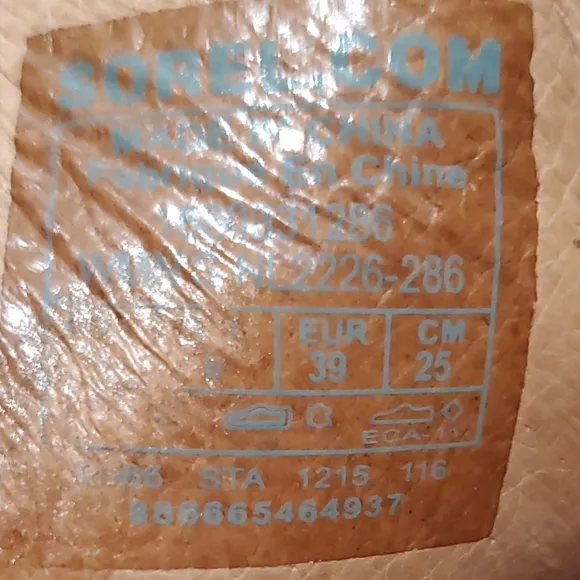 SOREL.COM
MADE IN CHINA
Fabriqué En Chine
NL2226-286
EUR CM
39 25
ECA-11
STA 1215 116
886665464937